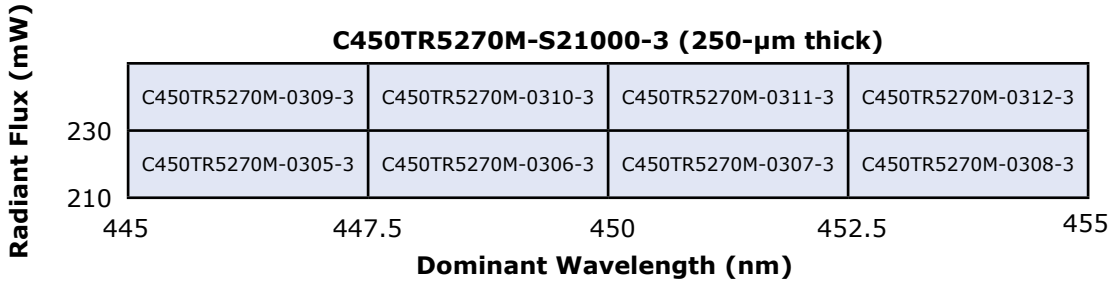 C450TR5270M-S21000-3 (250-µm thick)
Radiant Flux (mW)
C450TR5270M-0309-3 C450TR5270M-0310-3 C450TR5270M-0311-3 C450TR5270M-0312-3
230
C450TR5270M-0305-3 C450TR5270M-0306-3 C450TR5270M-0307-3 C450TR5270M-0308-3
210
445 447.5 450 452.5 455
Dominant Wavelength (nm)